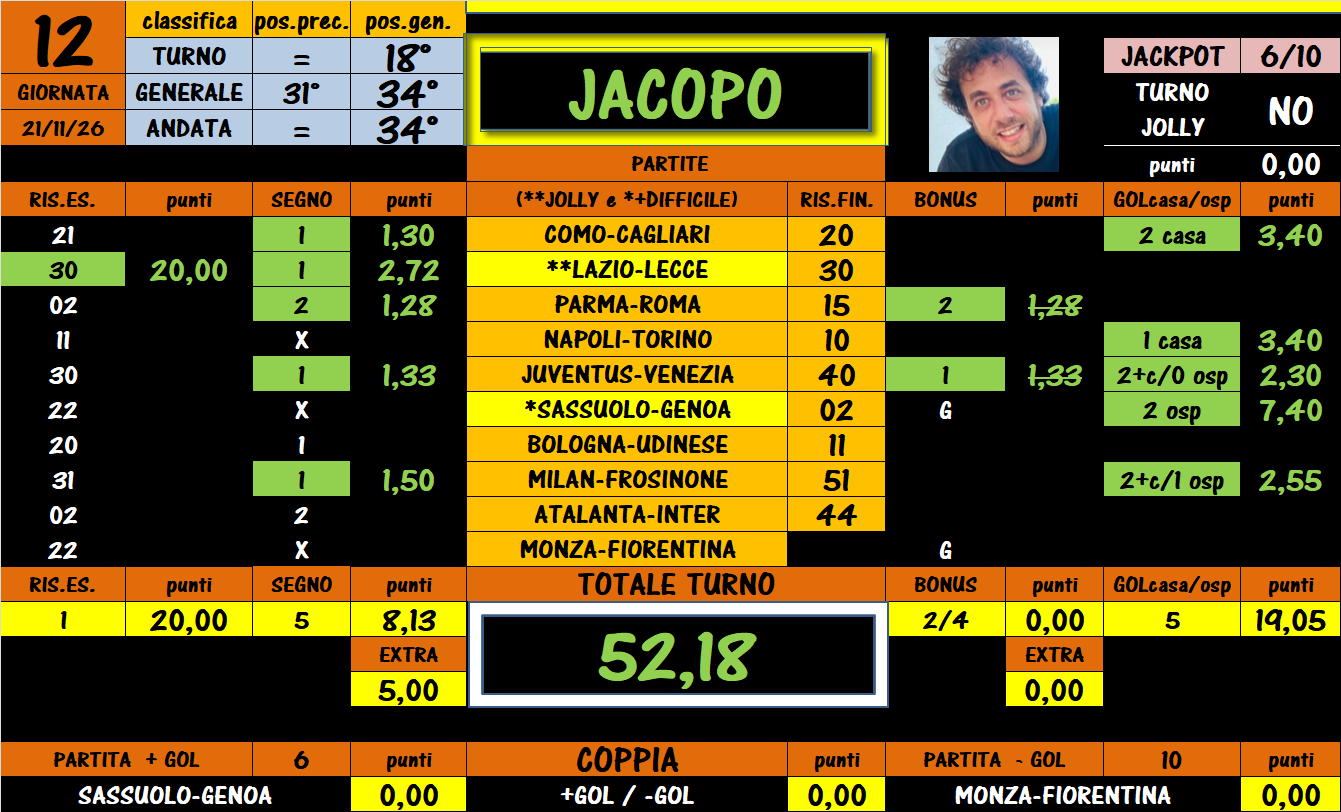 12 classifica pos.prec. pos.gen.
TURNO = 18°
GIORNATA GENERALE 31° 34°
21/11/26 ANDATA = 34°
JACOPO
JACKPOT 6/10
TURNO
JOLLY NO
punti 0,00
PARTITE
RIS.ES. punti SEGNO punti (**JOLLY e *+DIFFICILE) RIS.FIN. BONUS punti GOLcasa/osp punti
21 1 1,30 COMO-CAGLIARI 20 2 casa 3,40
30 20,00 1 2,72 **LAZIO-LECCE 30
02 2 1,28 PARMA-ROMA 15 2 1,28
11 X NAPOLI-TORINO 10 1 casa 3,40
30 1 1,33 JUVENTUS-VENEZIA 40 1 1,33 2+c/0 osp 2,30
22 X *SASSUOLO-GENOA 02 G 2 osp 7,40
20 1 BOLOGNA-UDINESE 11
31 1 1,50 MILAN-FROSINONE 51 2+c/1 osp 2,55
02 2 ATALANTA-INTER 44
22 X MONZA-FIORENTINA G
RIS.ES. punti SEGNO punti TOTALE TURNO BONUS punti GOLcasa/osp punti
1 20,00 5 8,13 52,18 2/4 0,00 5 19,05
EXTRA EXTRA
5,00 0,00
PARTITA + GOL 6 punti COPPIA punti PARTITA - GOL 10 punti
SASSUOLO-GENOA 0,00 +GOL / -GOL 0,00 MONZA-FIORENTINA 0,00